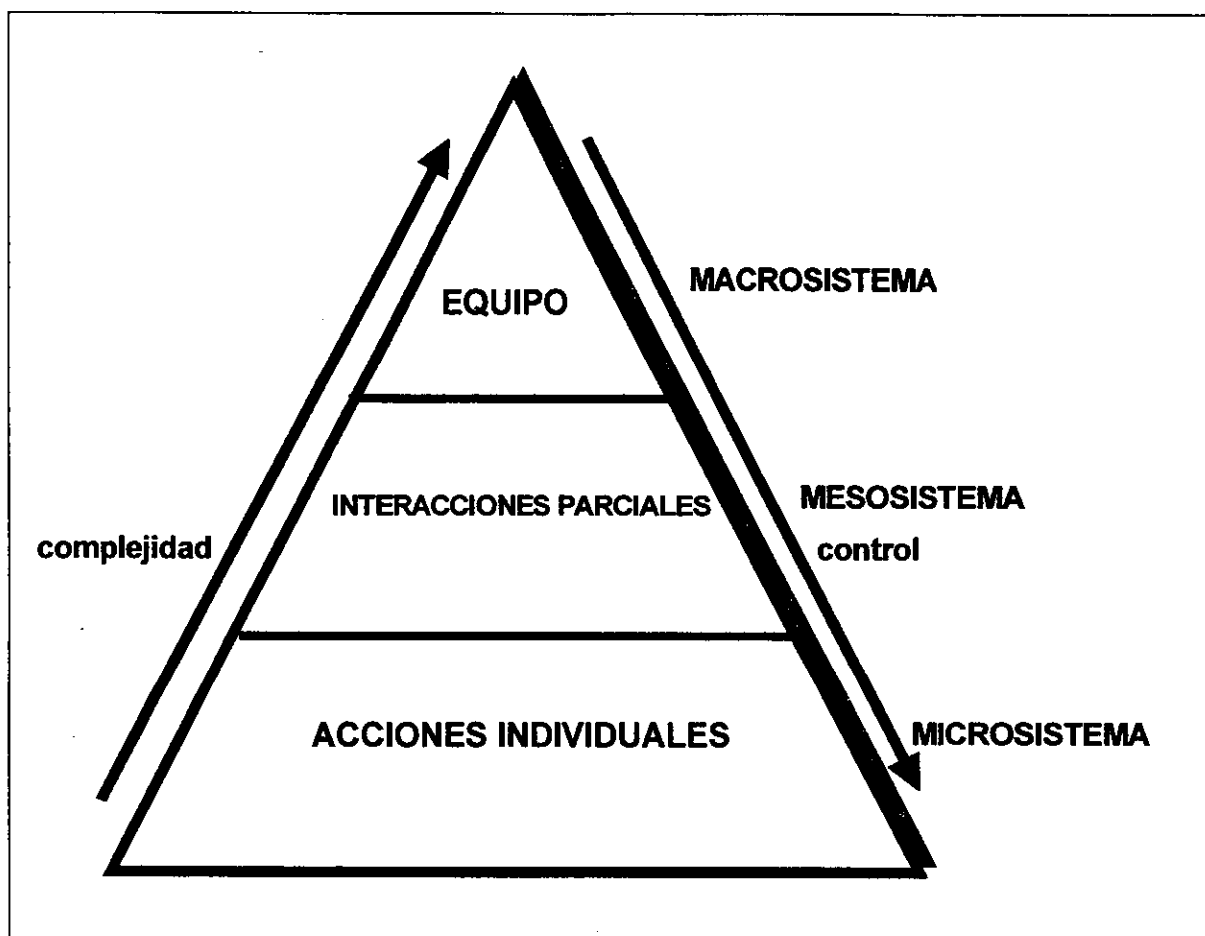 MACROSISTEMA
EQUIPO
INTERACCIONES PARCIALES
MESOSISTEMA
complejidad
control
ACCIONES INDIVIDUALES
MICROSISTEMA